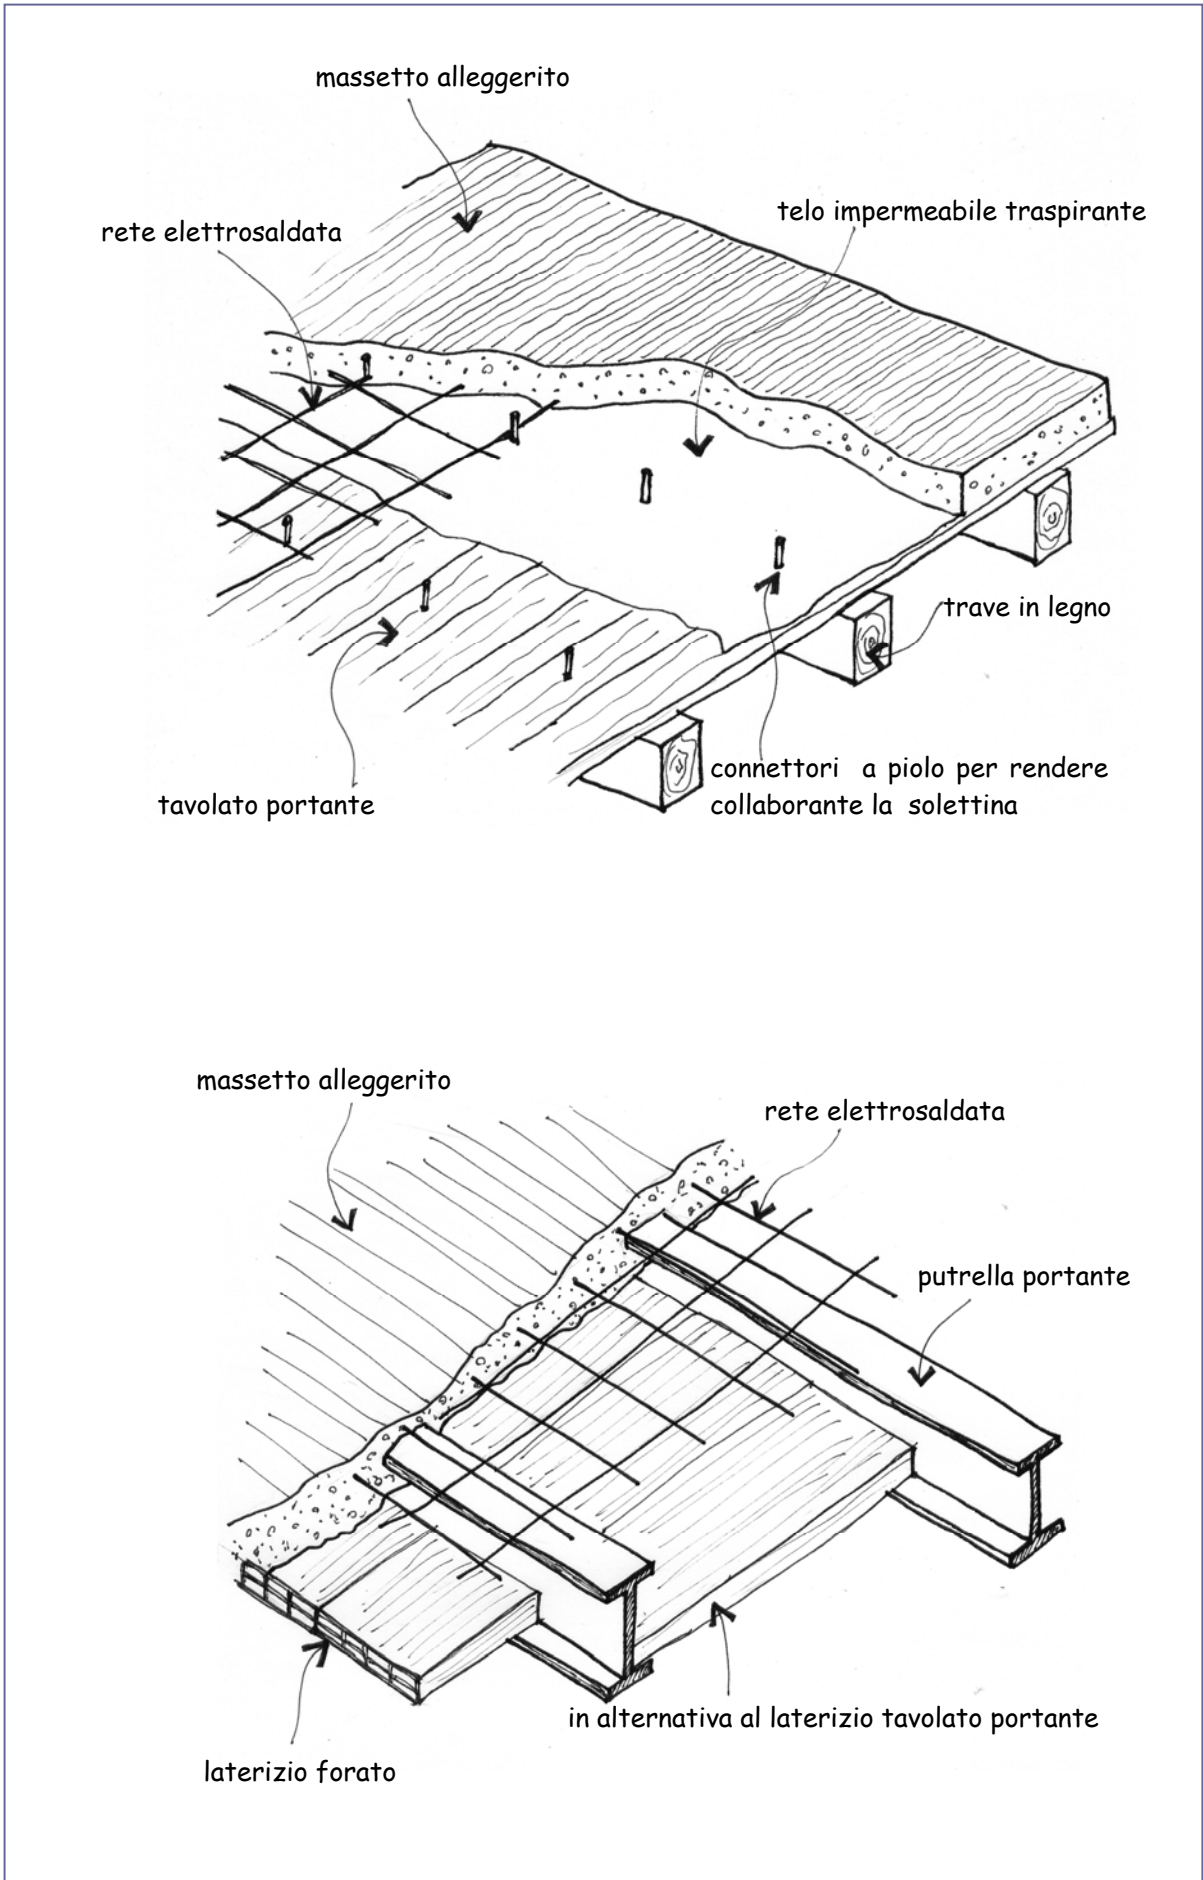 massetto alleggerito
telo impermeabile traspirante
rete elettrosaldata
trave in legno
connettori a piolo per rendere
collaborante la solettina
tavolato portante
massetto alleggerito
rete elettrosaldata
putrella portante
in alternativa al laterizio tavolato portante
laterizio forato